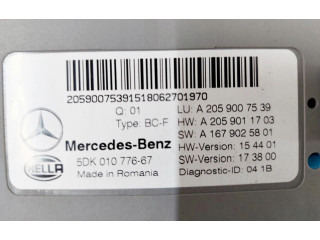 20590075391518062701970
Q: 01
LU: A 205 900 75 39
Type: BC-F
HW: A 205 901 17 03
Mercedes-Benz
SW: A 167 902 58 01
HELLA
5DK 010 776-67
HW-Version: 15 44 01
SW-Version: 17 38 00
Made in Romania
Diagnostic-ID: 04 1B